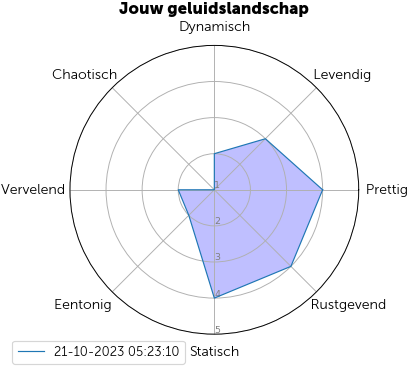 Jouw geluidslandschap
Dynamisch
Chaotisch
Levendig
Vervelend
Prettig
1
2
3
4
5
Eentonig
Rustgevend
Statisch
21-10-2023 05:23:10